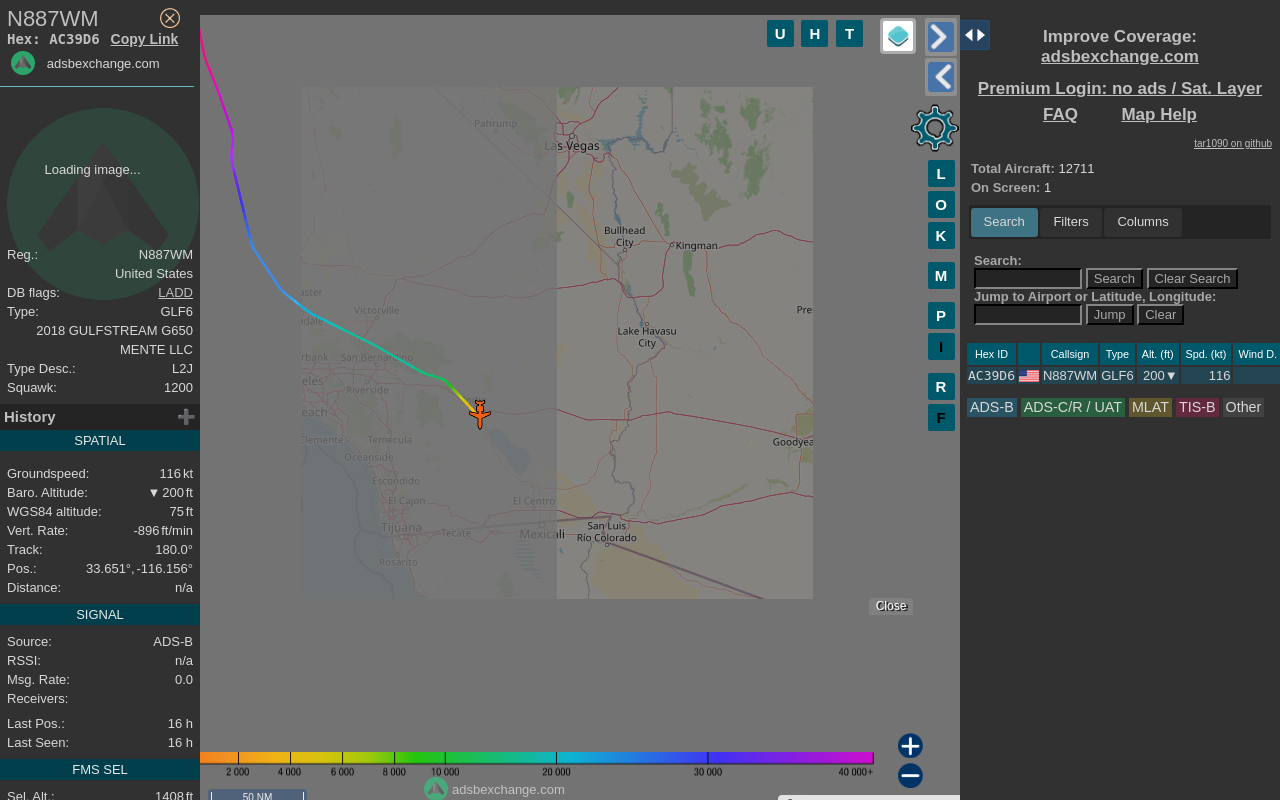 N887WM
Hex: AC39D6 Copy Link
adsbexchange.com
Loading image...
Reg.: N887WM
United States
DB flags: LADD
Type: GLF6
2018 GULFSTREAM G650
MENTE LLC
Type Desc.: L2J
Squawk: 1200
History
SPATIAL
Groundspeed: 116 kt
Baro. Altitude: ▼ 200 ft
WGS84 altitude: 75 ft
Vert. Rate: -896 ft/min
Track: 180.0°
Pos.: 33.651°, -116.156°
Distance: n/a
SIGNAL
Source: ADS-B
RSSI: n/a
Msg. Rate: 0.0
Receivers:
Last Pos.: 16 h
Last Seen: 16 h
FMS SEL
Sel. Alt.: 1408 ft
U H T
L
O
K
M
P
I
R
F
Pahrump
Las Vegas
Bullhead
City
Kingman
Victorville
Lake Havasu
City
San Bernardino
Riverside
Temecula
Oceanside
Escondido
El Cajon
El Centro
Tijuana
Tecate
Mexicali
San Luis
Río Colorado
Rosarito
Close
2 000 4 000 6 000 8 000 10 000 20 000 30 000 40 000+
adsbexchange.com
50 NM
Improve Coverage:
adsbexchange.com
Premium Login: no ads / Sat. Layer
FAQ Map Help
tar1090 on github
Total Aircraft: 12711
On Screen: 1
Search Filters Columns
Search:
Search Clear Search
Jump to Airport or Latitude, Longitude:
Jump Clear
Hex ID Callsign Type Alt. (ft) Spd. (kt) Wind D.
AC39D6 N887WM GLF6 200▼ 116
ADS-B ADS-C/R / UAT MLAT TIS-B Other